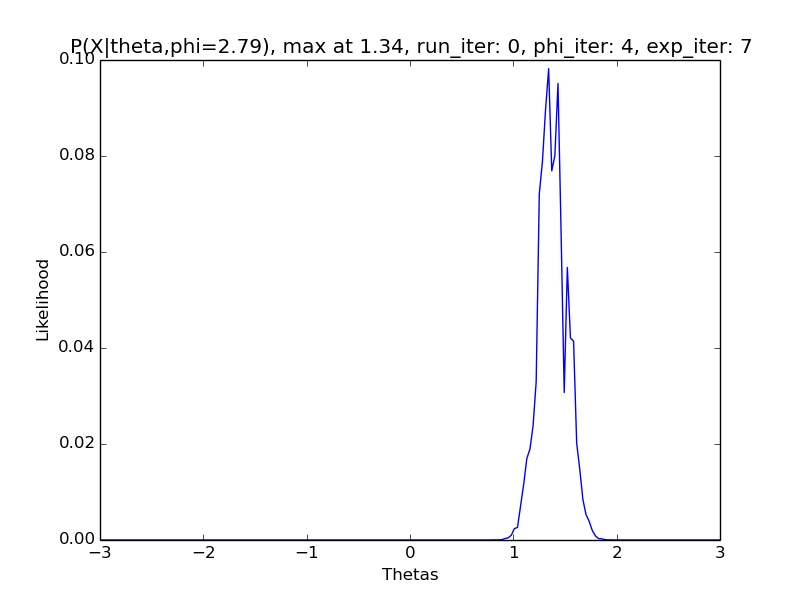 P(X|theta,phi=2.79), max at 1.34, run_iter: 0, phi_iter: 4, exp_iter: 7
0.10
0.08
0.06
0.04
0.02
0.00
Likelihood
−3 −2 −1 0 1 2 3
Thetas